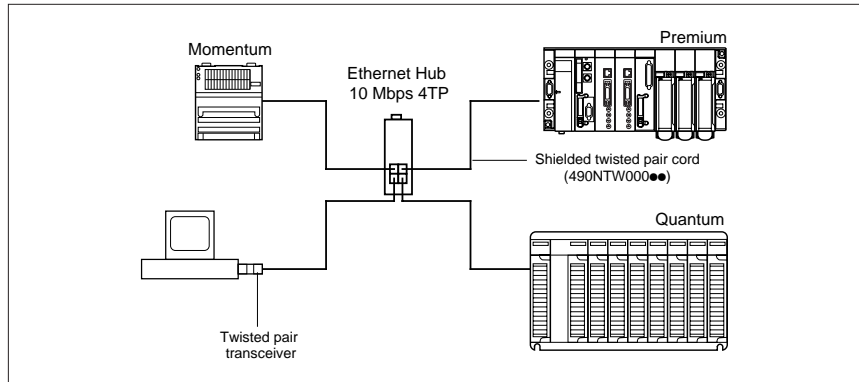 Momentum
Ethernet Hub
10 Mbps 4TP
Premium
Shielded twisted pair cord
(490NTW000●●)
Quantum
Twisted pair
transceiver